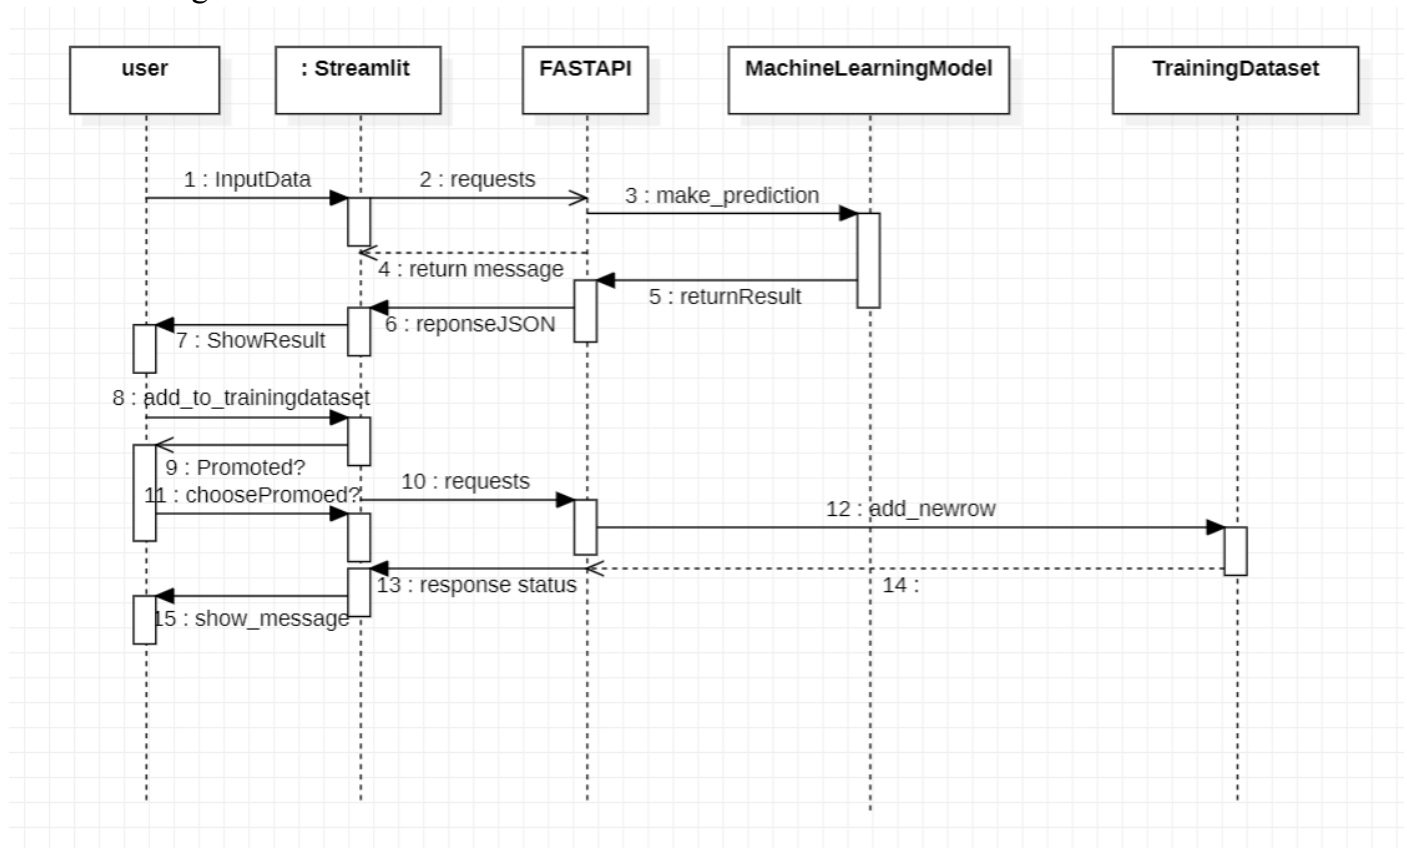 user
: Streamlit
FASTAPI
MachineLearningModel
TrainingDataset
1 : InputData
2 : requests
3 : make_prediction
4 : return message
5 : returnResult
6 : reponseJSON
7 : ShowResult
8 : add_to_trainingdataset
9 : Promoted?
10 : requests
11 : choosePromoed?
12 : add_newrow
13 : response status
14 :
15 : show_message